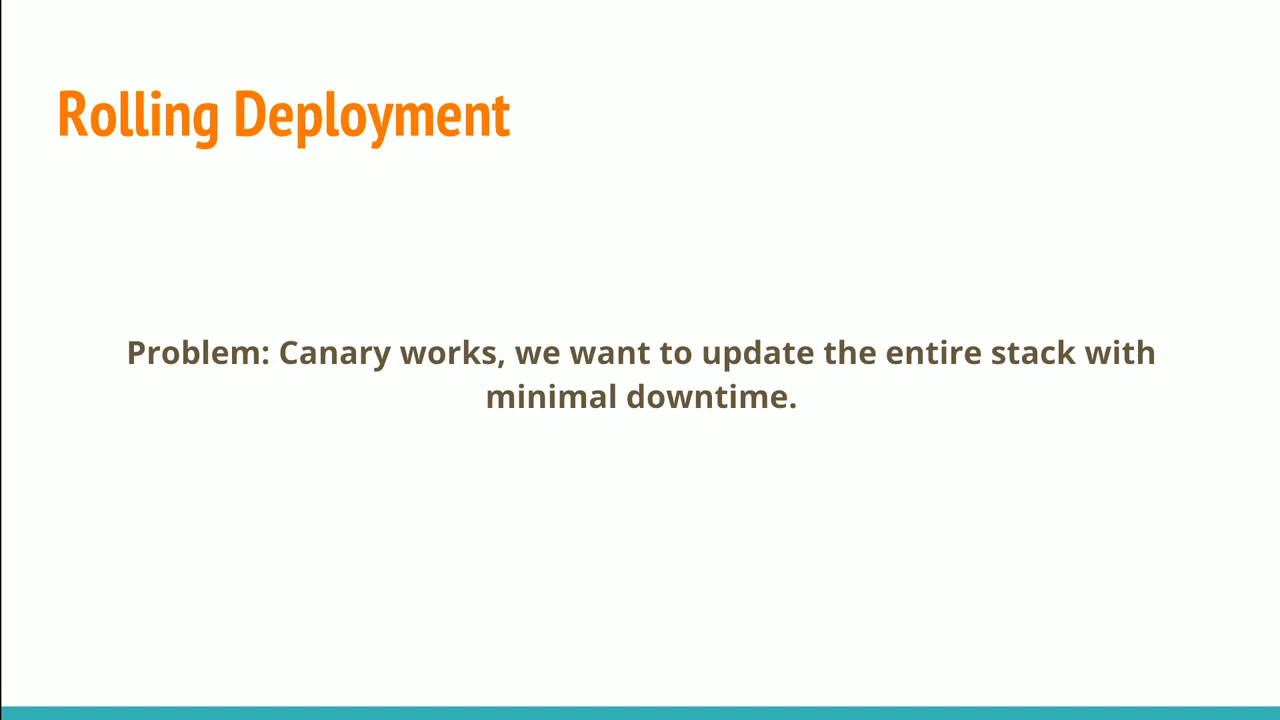 Rolling Deployment
Problem: Canary works, we want to update the entire stack with
minimal downtime.